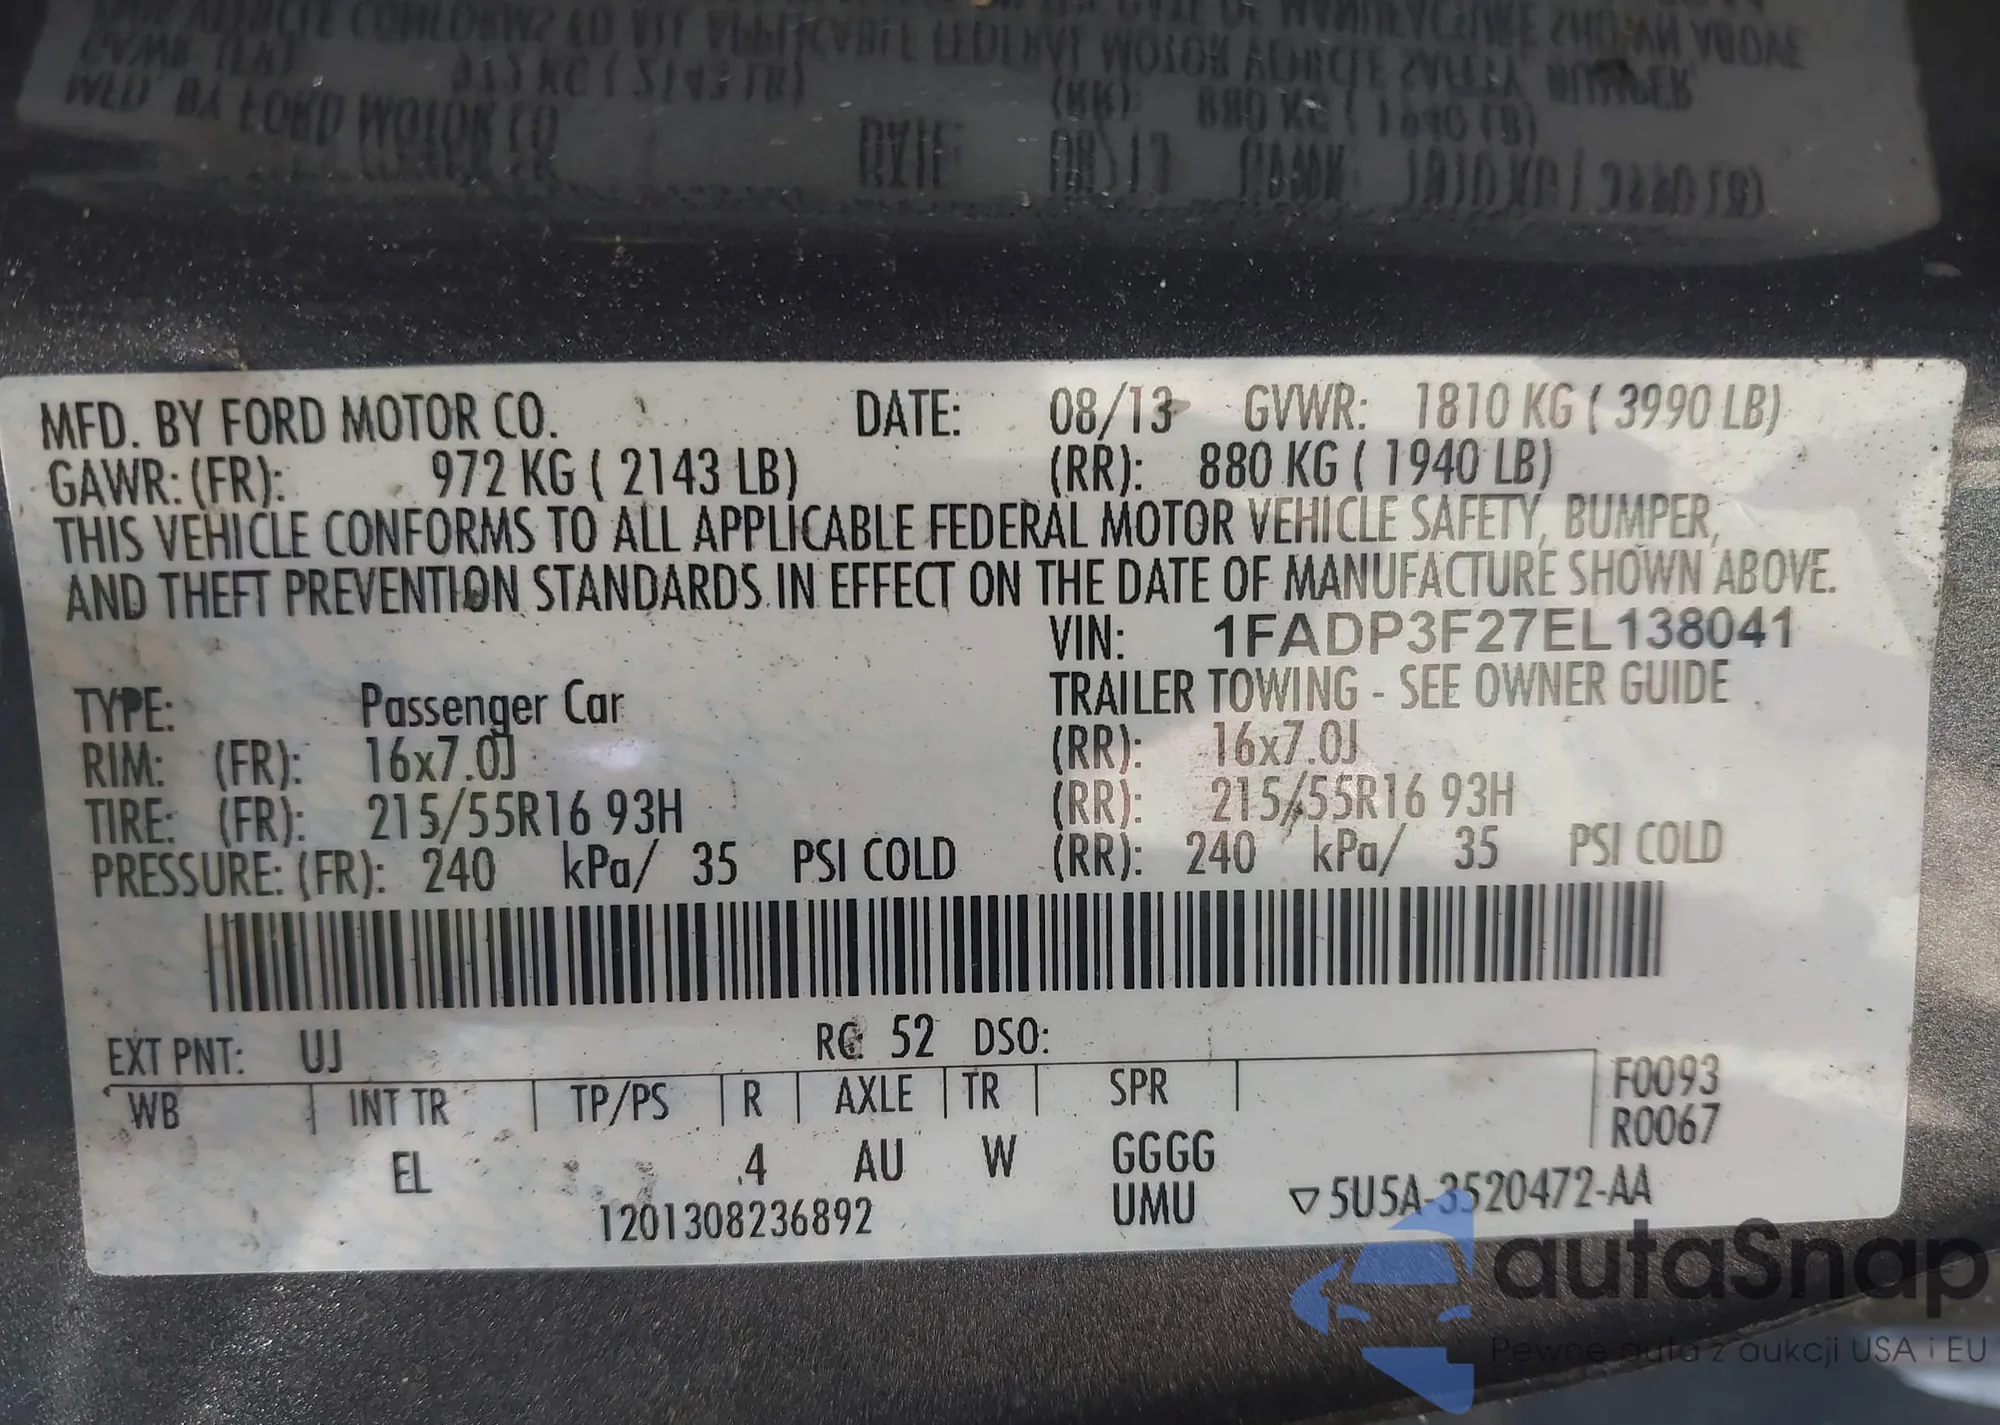 MFD. BY FORD MOTOR CO. DATE: 08/13 GVWR: 1810 KG ( 3990 LB)
GAWR: (FR): 972 KG ( 2143 LB) (RR): 880 KG ( 1940 LB)
THIS VEHICLE CONFORMS TO ALL APPLICABLE FEDERAL MOTOR VEHICLE SAFETY, BUMPER,
AND THEFT PREVENTION STANDARDS IN EFFECT ON THE DATE OF MANUFACTURE SHOWN ABOVE.
VIN: 1FADP3F27EL138041
TYPE: Passenger Car TRAILER TOWING - SEE OWNER GUIDE
RIM: (FR): 16x7.0J (RR): 16x7.0J
TIRE: (FR): 215/55R16 93H (RR): 215/55R16 93H
PRESSURE: (FR): 240 kPa/ 35 PSI COLD (RR): 240 kPa/ 35 PSI COLD
EXT PNT: UJ RC: 52 DSO:
WB INT TR TP/PS R AXLE TR SPR F0093
R0067
EL 4 AU W GGGG
1201308236892 UMU ▽5U5A-3520472-AA
autaSnap
Pewne auta z aukcji USA i EU